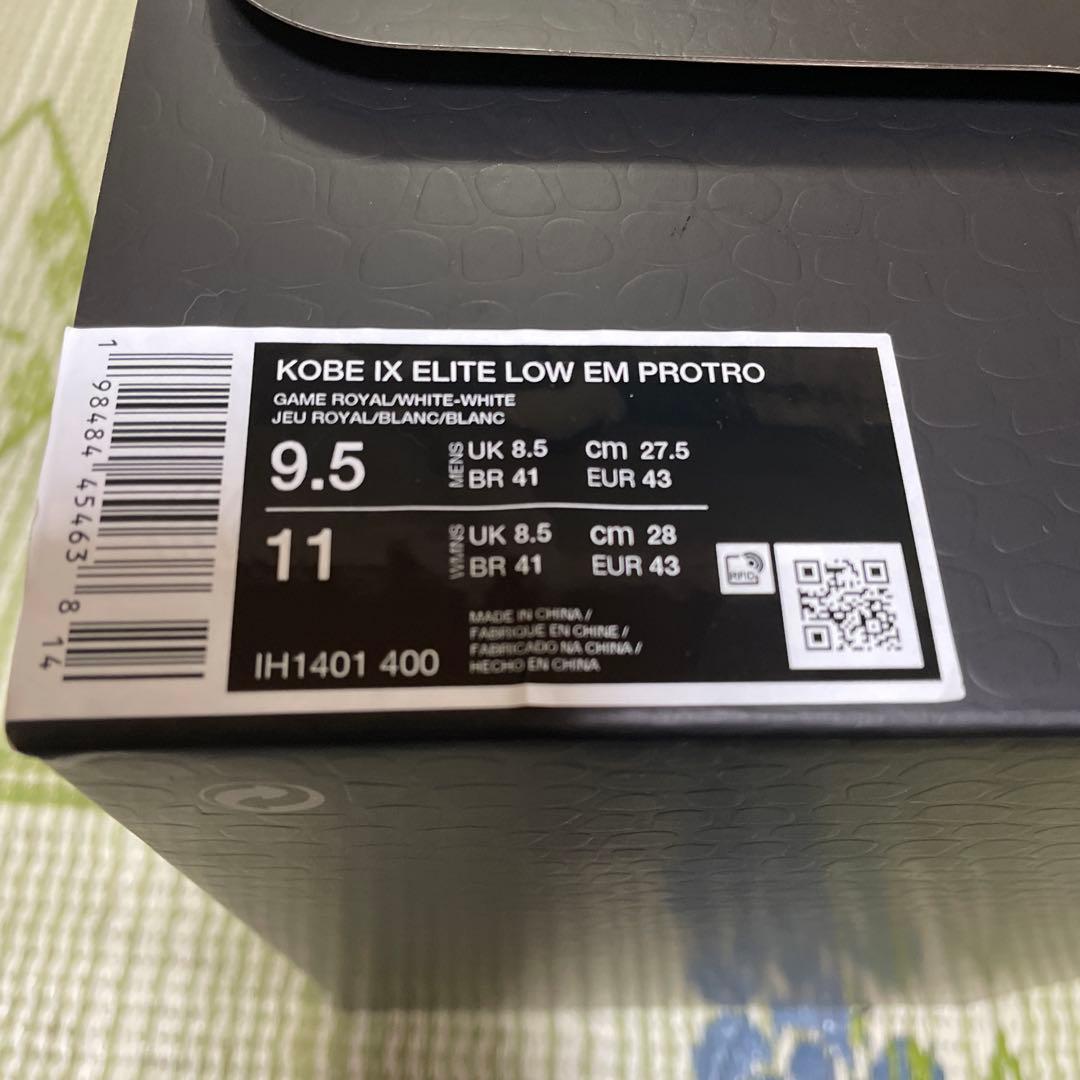 KOBE IX ELITE LOW EM PROTRO
GAME ROYAL/WHITE-WHITE
JEU ROYAL/BLANC/BLANC
9.5 MENS UK 8.5 cm 27.5
BR 41 EUR 43
11 WMNS UK 8.5 cm 28
BR 41 EUR 43
RFID
MADE IN CHINA /
FABRIQUE EN CHINE /
FABRICADO NA CHINA /
HECHO EN CHINA
IH1401 400
1 98484 45463 8 14